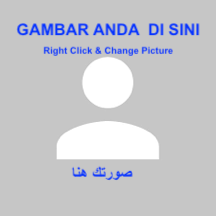 GAMBAR ANDA  DI SINI
Right Click & Change Picture
صورتك هنا